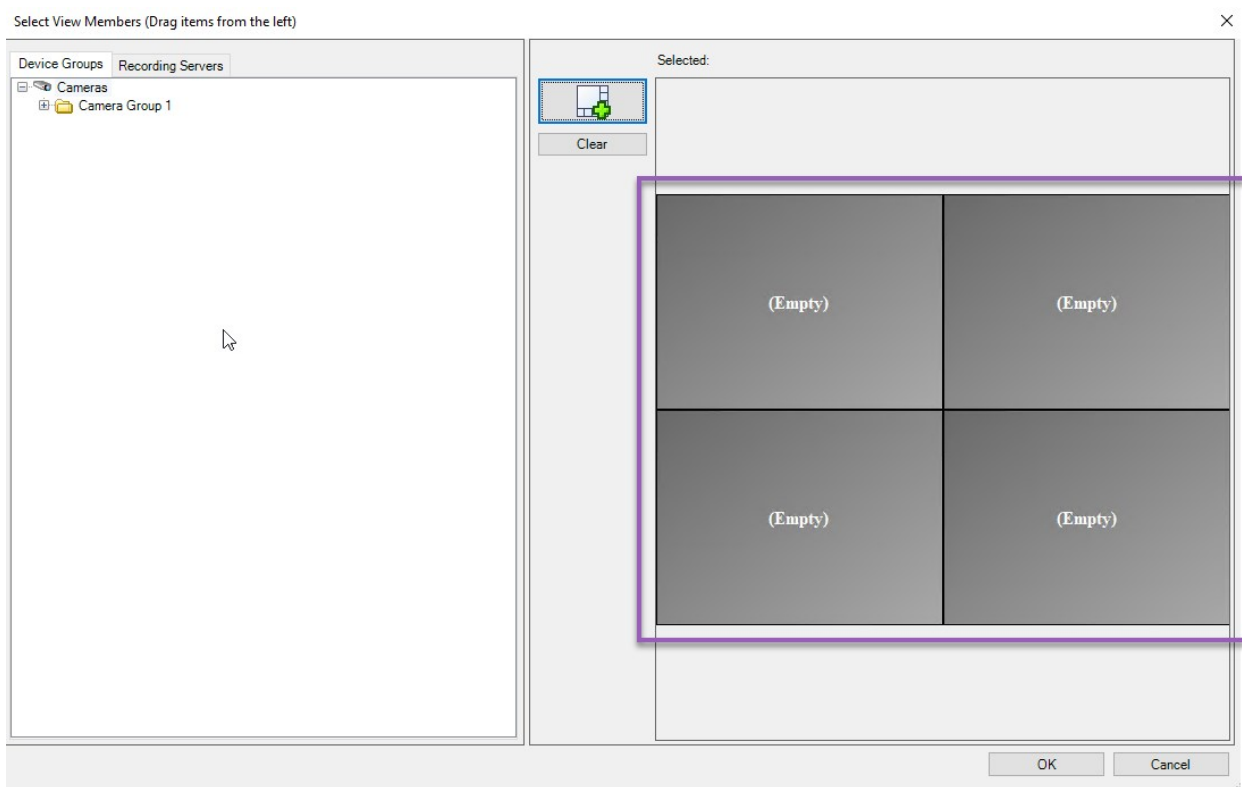 Select View Members (Drag items from the left)
Device Groups
Recording Servers
Cameras
Camera Group 1
Clear
Selected:
(Empty)
(Empty)
(Empty)
(Empty)
OK
Cancel